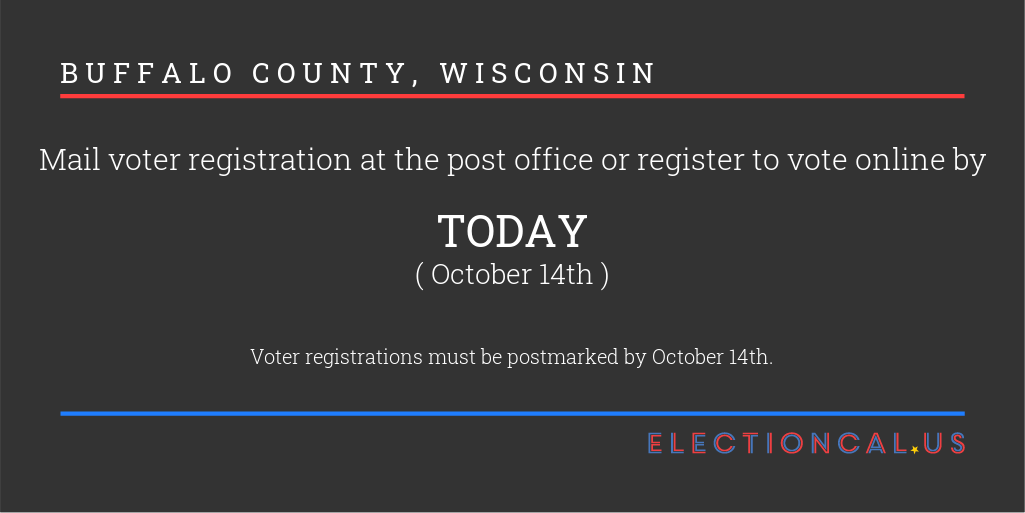 BUFFALO COUNTY, WISCONSIN
Mail voter registration at the post office or register to vote online by
TODAY
( October 14th )
Voter registrations must be postmarked by October 14th.
ELECTIONCAL.US